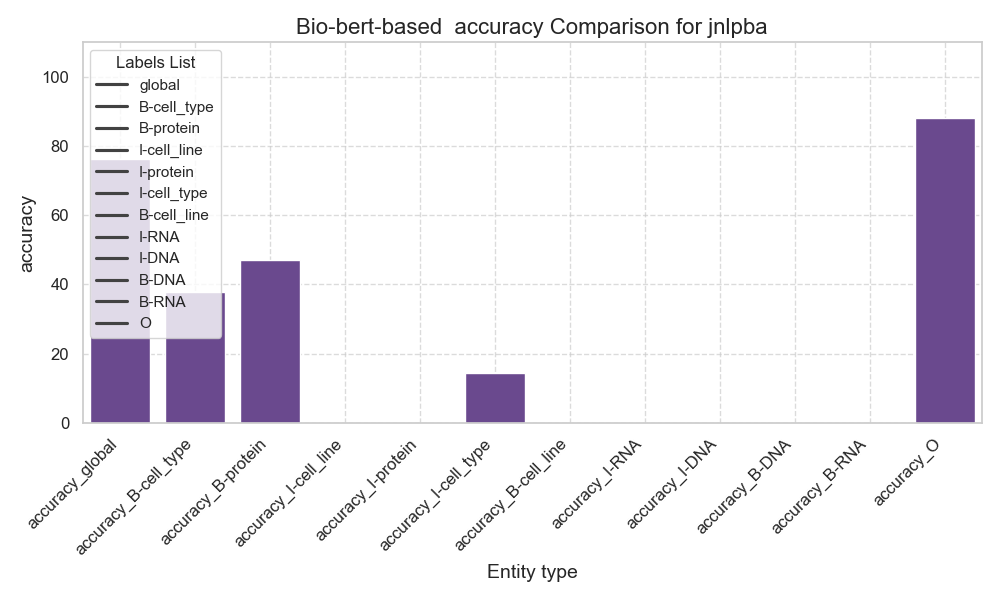 Bio-bert-based  accuracy Comparison for jnlpba
Labels List
global
B-cell_type
B-protein
I-cell_line
I-protein
I-cell_type
B-cell_line
I-RNA
I-DNA
B-DNA
B-RNA
O
accuracy
100
80
60
40
20
0
accuracy_global
accuracy_B-cell_type
accuracy_B-protein
accuracy_I-cell_line
accuracy_I-protein
accuracy_I-cell_type
accuracy_B-cell_line
accuracy_I-RNA
accuracy_I-DNA
accuracy_B-DNA
accuracy_B-RNA
accuracy_O
Entity type